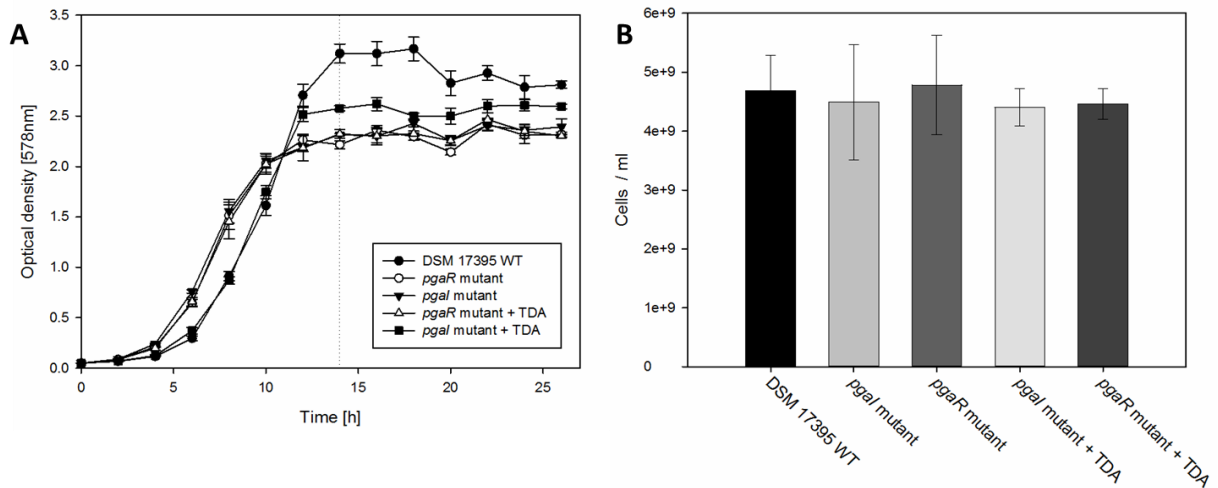 A
3.5
3.0
2.5
2.0
1.5
1.0
0.5
0.0
Optical density [578nm]
0
5
10
15
20
25
Time [h]
DSM 17395 WT
pgaR mutant
pgaI mutant
pgaR mutant + TDA
pgaI mutant + TDA
B
6e+9
5e+9
4e+9
3e+9
2e+9
1e+9
0
Cells / ml
DSM 17395 WT
pgaI mutant
pgaR mutant
pgaI mutant + TDA
pgaR mutant + TDA